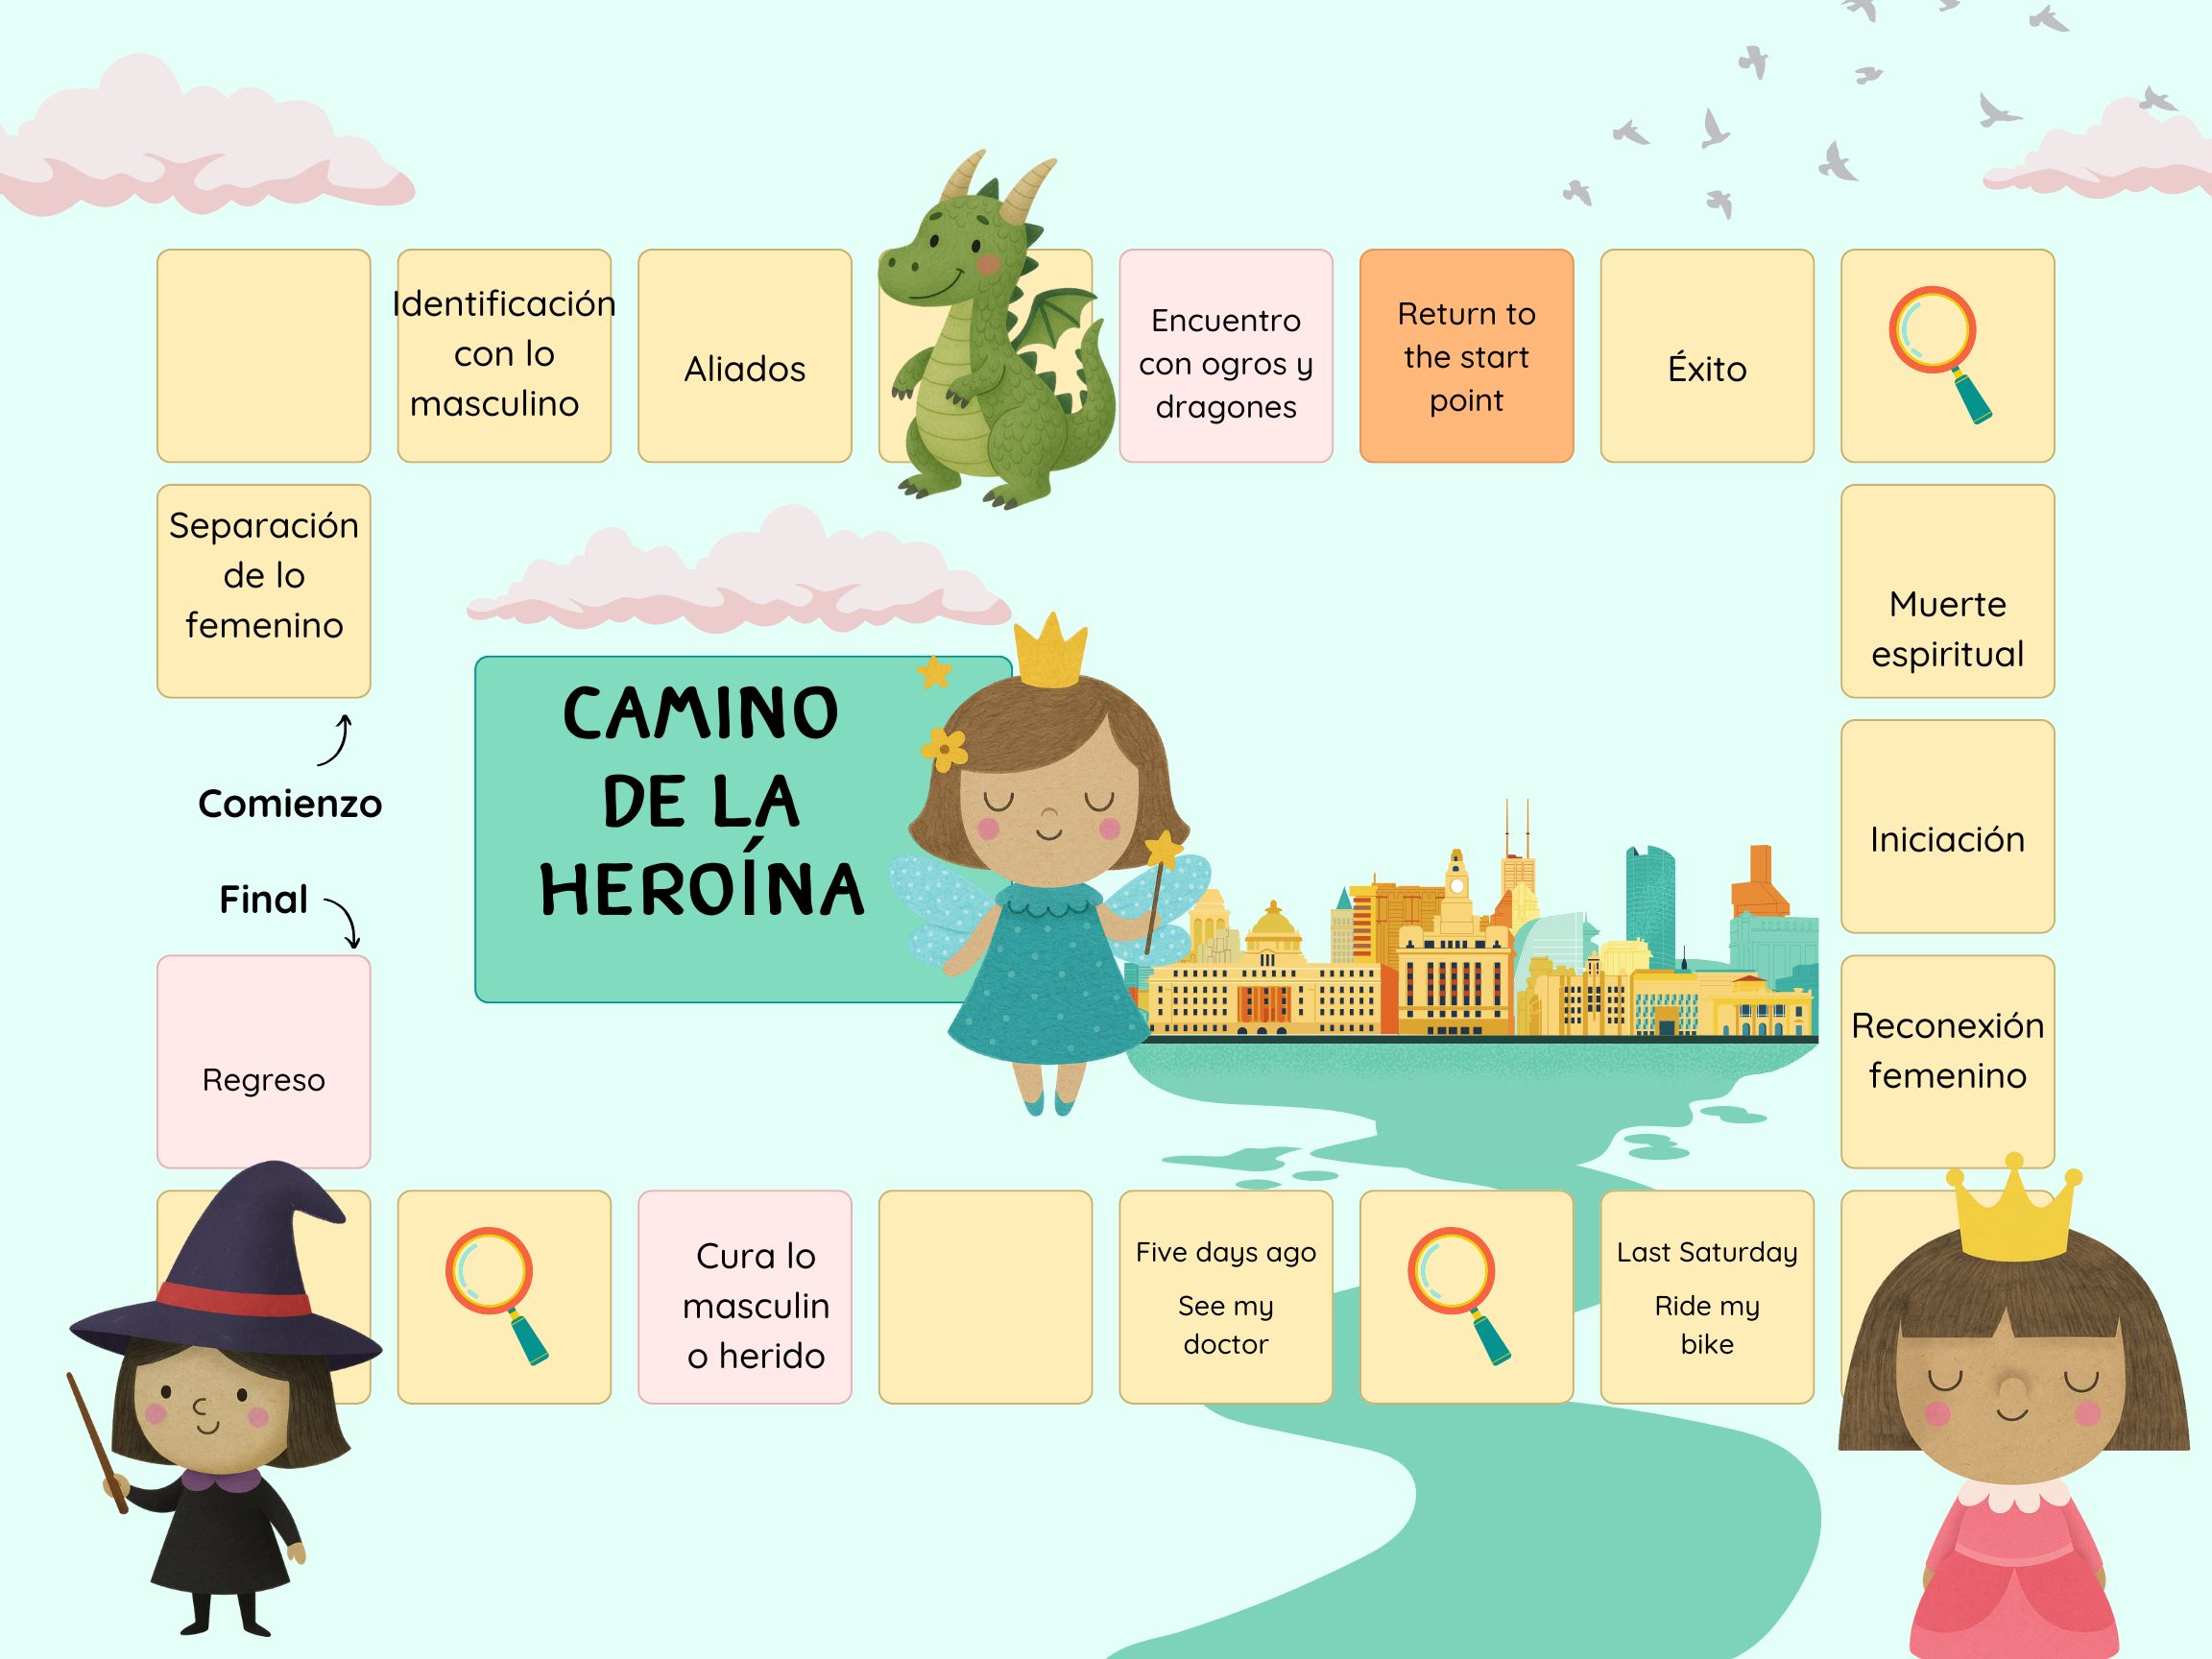 Identificación
con lo
masculino
Aliados
Encuentro
con ogros y
dragones
Return to
the start
point
Éxito
Separación
de lo
femenino
Muerte
espiritual
CAMINO
DE LA
HEROÍNA
Comienzo
Iniciación
Final
Regreso
Reconexión
femenino
Cura lo
masculin
o herido
Five days ago
See my
doctor
Last Saturday
Ride my
bike